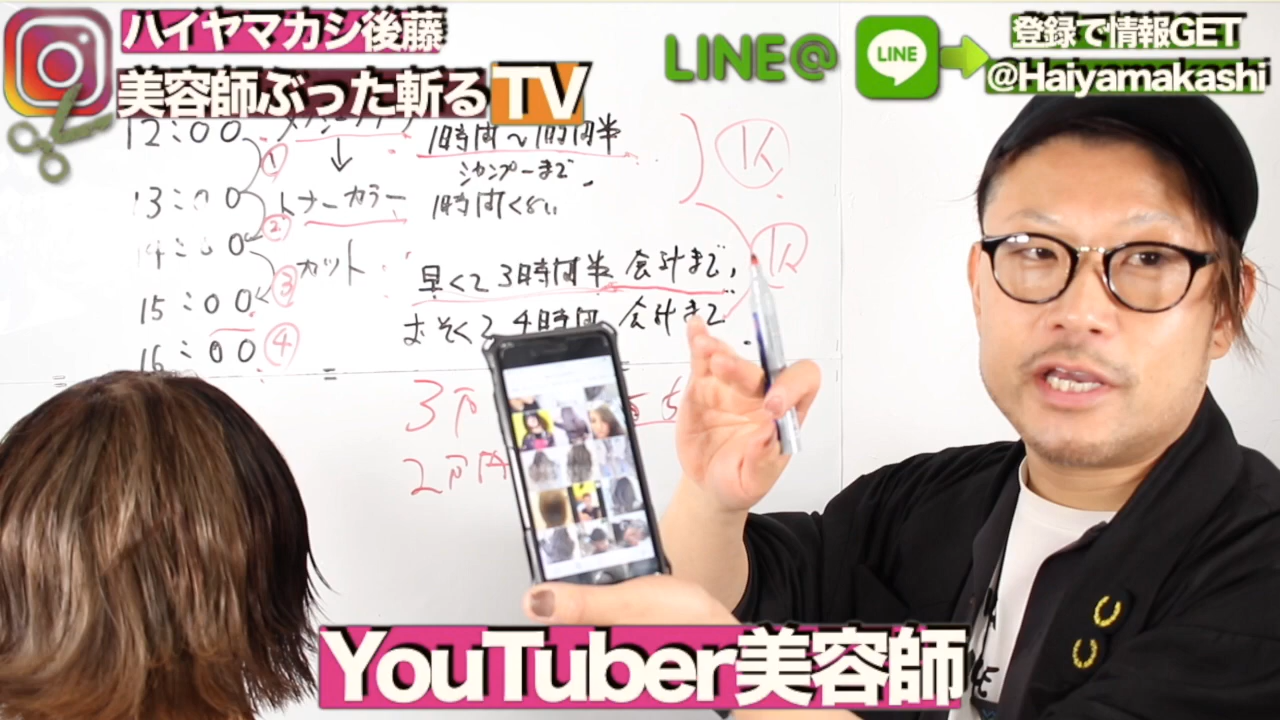 ハイヤマカシ後藤
美容師ぶった斬るTV
LINE@
LINE
登録で情報GET
@Haiyamakashi
12:00
1時間〜1時間半
シャンプーまで
①
13:00
トナーカラー
1時間くらい
②
14:00
カット
③
15:00
16:00
④
早くて3時間半 会計まで
おそくて4時間 会計まで
YouTuber美容師